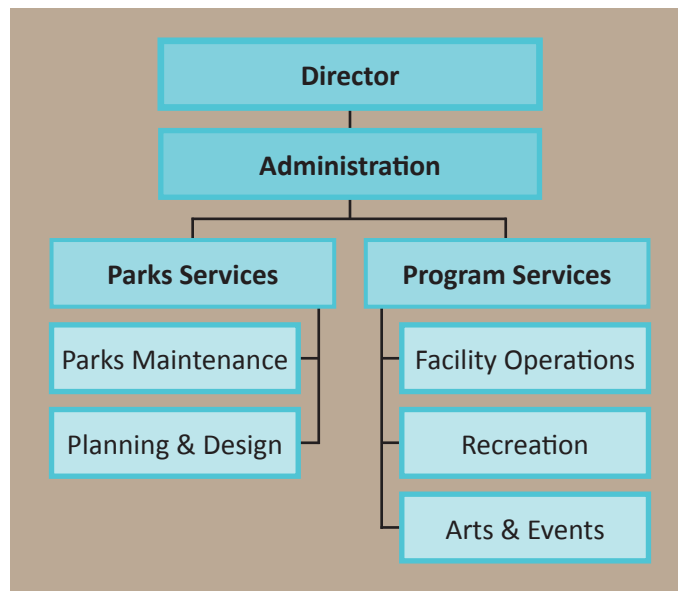 Director
Administration
Parks Services
Parks Maintenance
Planning & Design
Program Services
Facility Operations
Recreation
Arts & Events